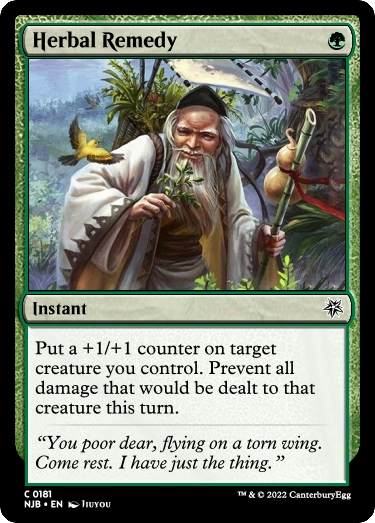 Herbal Remedy
Instant
Put a +1/+1 counter on target
creature you control. Prevent all
damage that would be dealt to that
creature this turn.
“You poor dear, flying on a torn wing.
Come rest. I have just the thing.”
C 0181
NJB • EN JIUYOU
™ & © 2022 CanterburyEgg